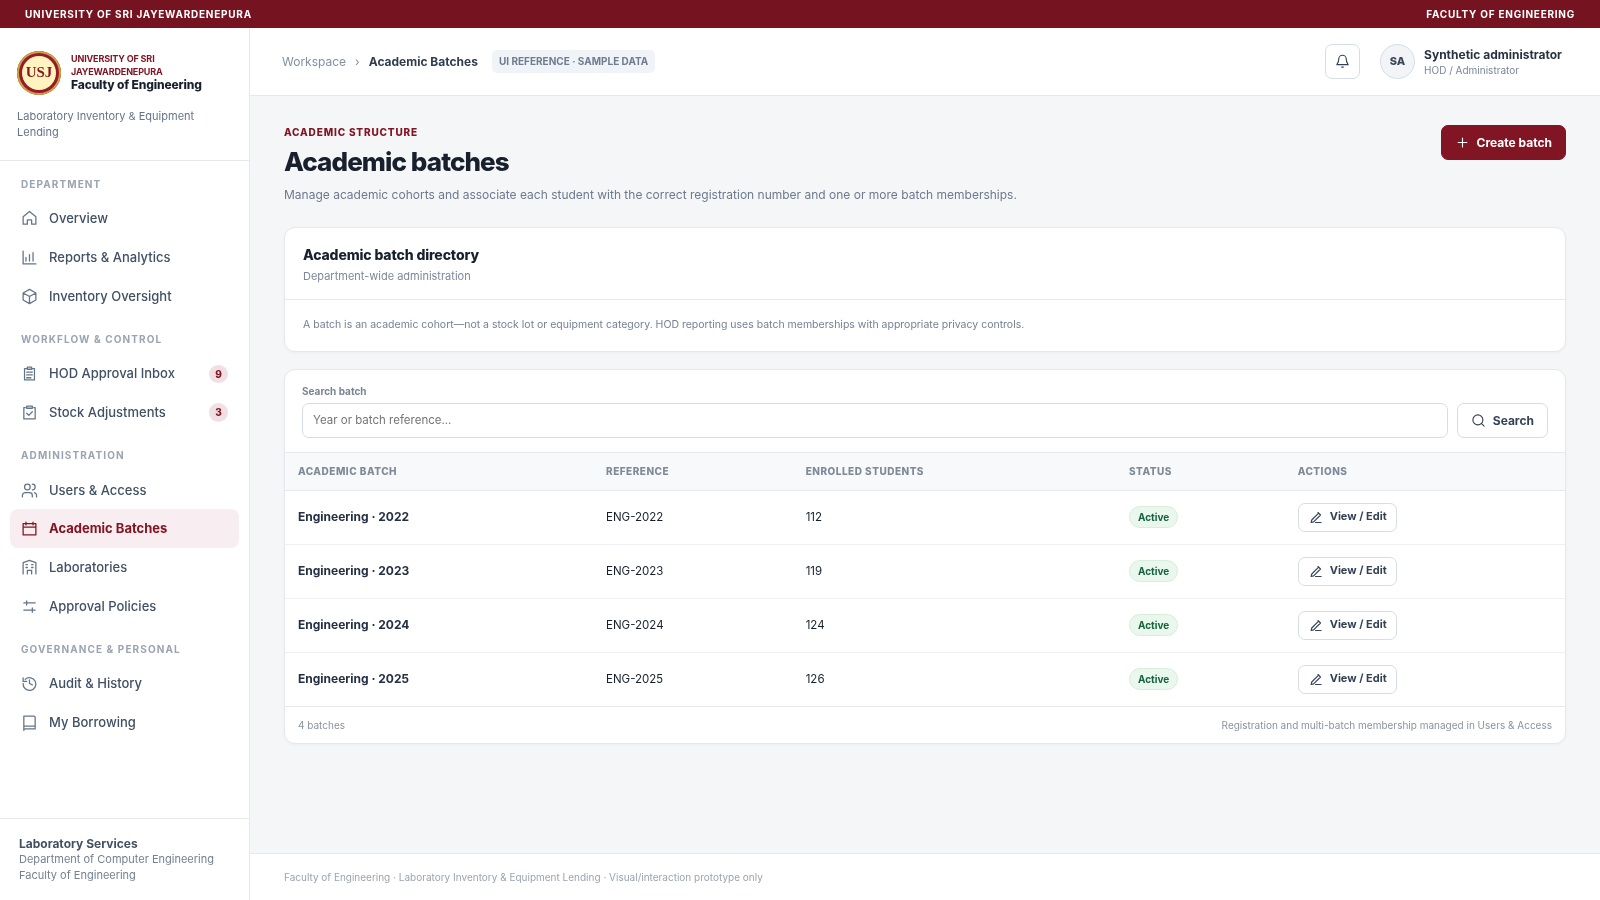 UNIVERSITY OF SRI JAYEWARDENEPURA
FACULTY OF ENGINEERING
USJ
UNIVERSITY OF SRI
JAYEWARDENEPURA
Faculty of Engineering
Laboratory Inventory & Equipment
Lending
DEPARTMENT
Overview
Reports & Analytics
Inventory Oversight
WORKFLOW & CONTROL
HOD Approval Inbox 9
Stock Adjustments 3
ADMINISTRATION
Users & Access
Academic Batches
Laboratories
Approval Policies
GOVERNANCE & PERSONAL
Audit & History
My Borrowing
Laboratory Services
Department of Computer Engineering
Faculty of Engineering
Workspace › Academic Batches UI REFERENCE · SAMPLE DATA
SA
Synthetic administrator
HOD / Administrator
ACADEMIC STRUCTURE
Academic batches
Manage academic cohorts and associate each student with the correct registration number and one or more batch memberships.
+ Create batch
Academic batch directory
Department-wide administration
A batch is an academic cohort—not a stock lot or equipment category. HOD reporting uses batch memberships with appropriate privacy controls.
Search batch
Year or batch reference...
Search
ACADEMIC BATCH REFERENCE ENROLLED STUDENTS STATUS ACTIONS
Engineering · 2022 ENG-2022 112 Active View / Edit
Engineering · 2023 ENG-2023 119 Active View / Edit
Engineering · 2024 ENG-2024 124 Active View / Edit
Engineering · 2025 ENG-2025 126 Active View / Edit
4 batches
Registration and multi-batch membership managed in Users & Access
Faculty of Engineering · Laboratory Inventory & Equipment Lending · Visual/interaction prototype only